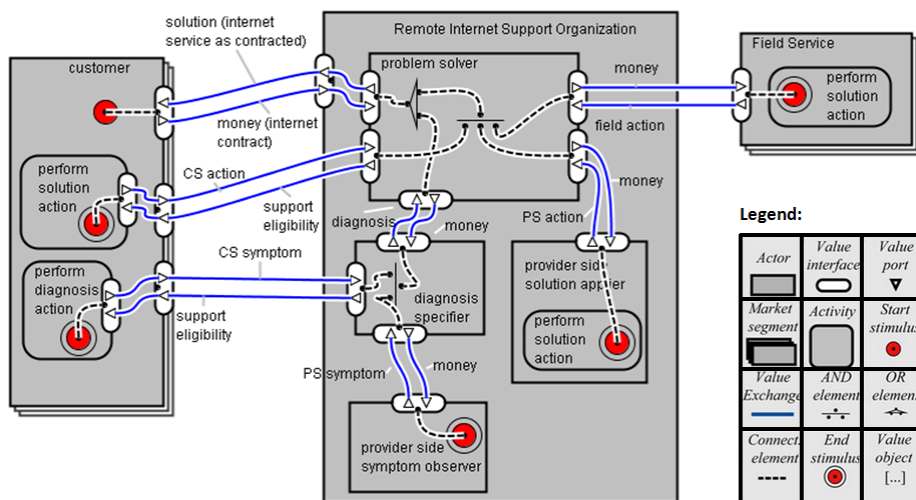 solution (internet
service as contracted)
Remote Internet Support Organization
Field Service
customer
problem solver
money
perform
solution
action
money (internet
contract)
field action
perform
solution
action
CS action
support
eligibility
diagnosis
money
PS action
money
Legend:
perform
diagnosis
action
CS symptom
support
eligibility
diagnosis
specifier
provider side
solution applier
perform
solution
action
PS symptom
money
provider side
symptom observer
Actor
Value
interface
Value
port
Market
segment
Activity
Start
stimulus
Value
Exchange
AND
element
OR
element
Connect.
element
End
stimulus
Value
object
[...]